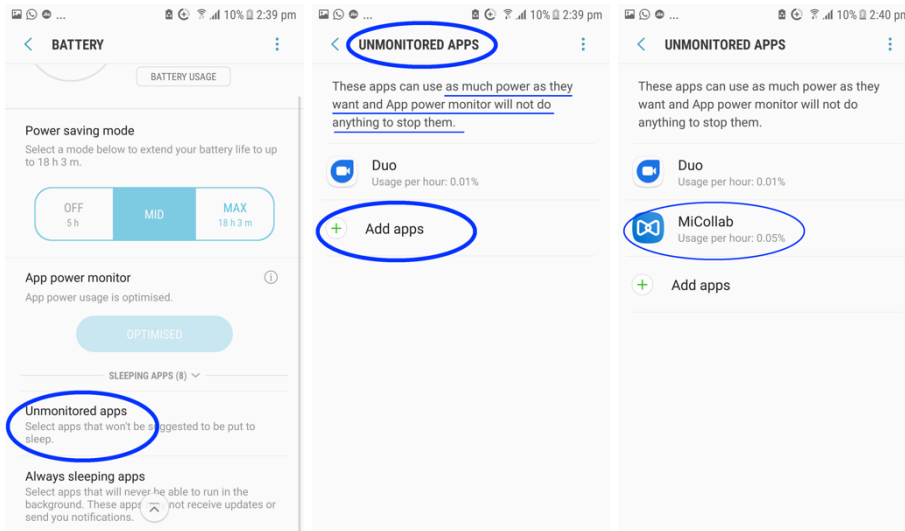 ... 10% 2:39 pm
BATTERY
BATTERY USAGE
Power saving mode
Select a mode below to extend your battery life to up
to 18 h 3 m.
OFF
5 h
MID
MAX
18 h 3 m
App power monitor
App power usage is optimised.
OPTIMISED
SLEEPING APPS (8)
Unmonitored apps
Select apps that won't be suggested to be put to
sleep.
Always sleeping apps
Select apps that will never be able to run in the
background. These apps not receive updates or
send you notifications.
... 10% 2:39 pm
UNMONITORED APPS
These apps can use as much power as they
want and App power monitor will not do
anything to stop them.
Duo
Usage per hour: 0.01%
+ Add apps
... 10% 2:40 pm
UNMONITORED APPS
These apps can use as much power as they
want and App power monitor will not do
anything to stop them.
Duo
Usage per hour: 0.01%
MiCollab
Usage per hour: 0.05%
+ Add apps